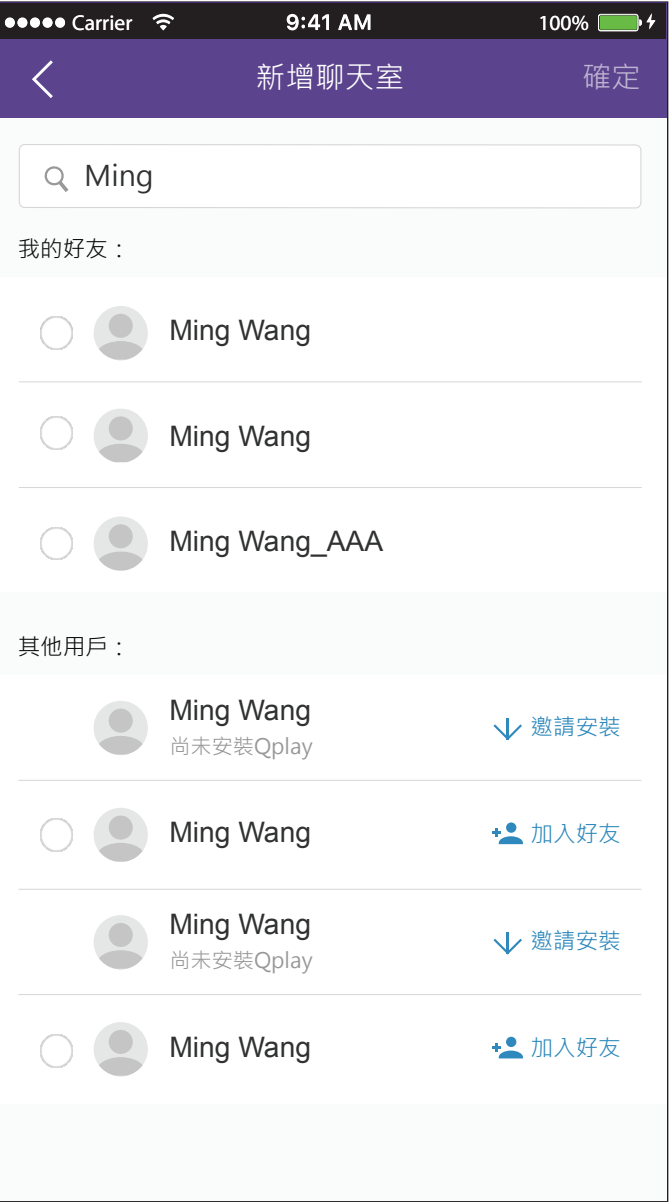 Carrier 9:41 AM 100%
新增聊天室 確定
Ming
我的好友：
Ming Wang
Ming Wang
Ming Wang_AAA
其他用戶：
Ming Wang
尚未安裝Qplay 邀請安裝
Ming Wang 加入好友
Ming Wang
尚未安裝Qplay 邀請安裝
Ming Wang 加入好友